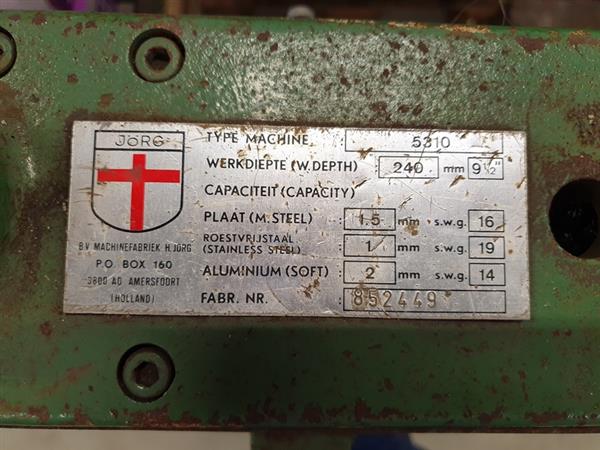 JÖRG
B.V. MACHINEFABRIEK H. JÖRG
P.O. BOX 160
3800 AD AMERSFOORT
(HOLLAND)
TYPE MACHINE 5310
WERKDIEPTE (W. DEPTH) 240 mm 9½"
CAPACITEIT (CAPACITY)
PLAAT (M. STEEL) 1.5 mm s.w.g. 16
ROESTVRIJSTAAL
(STAINLESS STEEL) 1 mm s.w.g. 19
ALUMINIUM (SOFT) 2 mm s.w.g. 14
FABR. NR. 852449